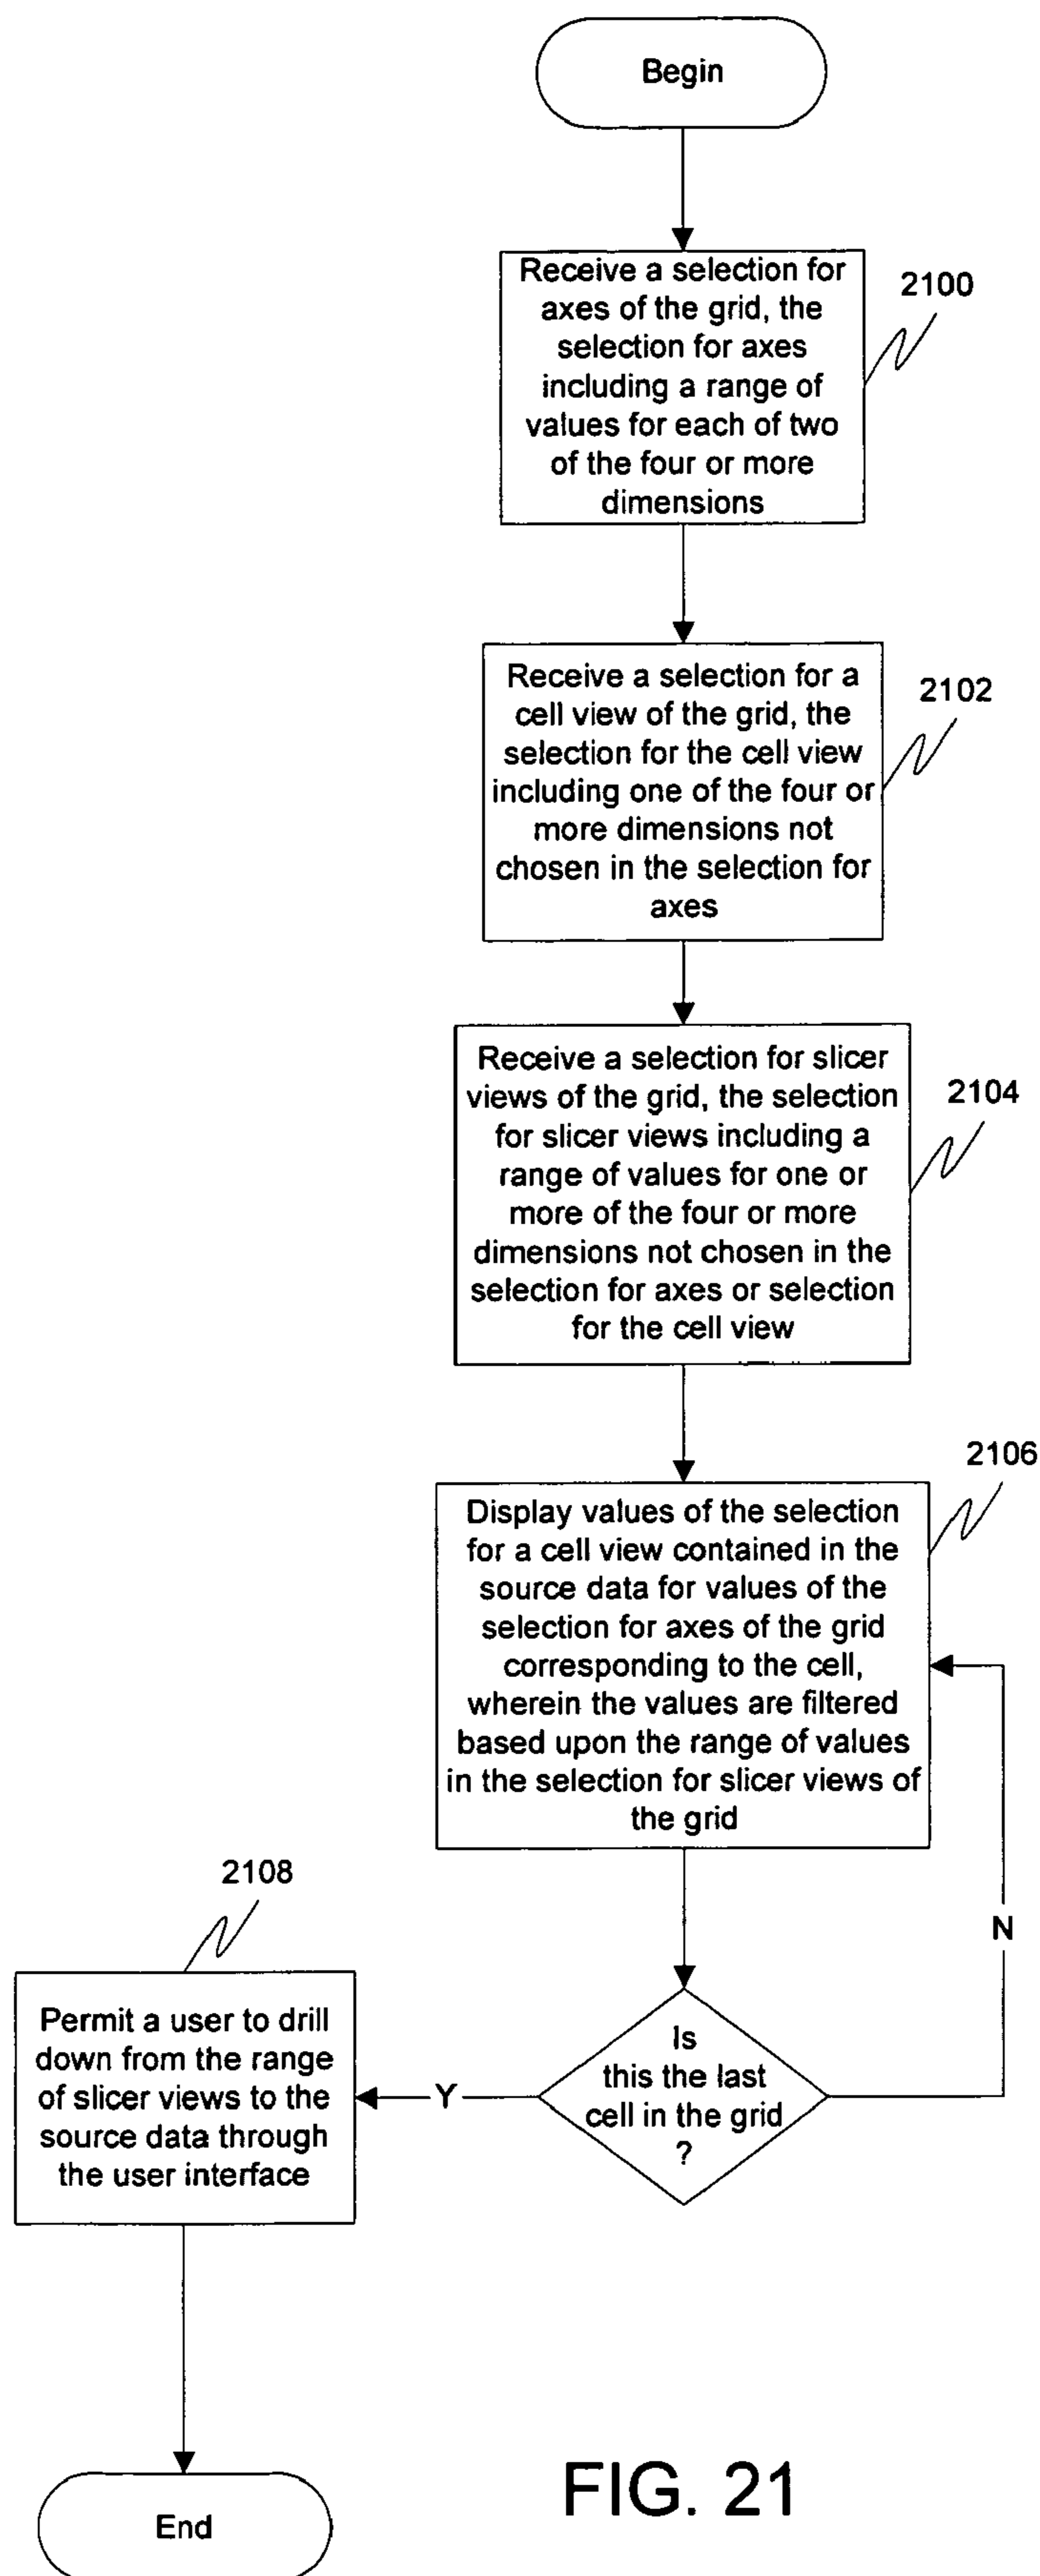 Begin
Receive a selection for
axes of the grid, the
selection for axes
including a range of
values for each of two
of the four or more
dimensions
2100
Receive a selection for a
cell view of the grid, the
selection for the cell view
including one of the four or
more dimensions not
chosen in the selection for
axes
2102
Receive a selection for slicer
views of the grid, the selection
for slicer views including a
range of values for one or
more of the four or more
dimensions not chosen in the
selection for axes or selection
for the cell view
2104
Display values of the selection
for a cell view contained in the
source data for values of the
selection for axes of the grid
corresponding to the cell,
wherein the values are filtered
based upon the range of values
in the selection for slicer views of
the grid
2106
N
Is
this the last
cell in the grid
?
Y
2108
Permit a user to drill
down from the range
of slicer views to the
source data through
the user interface
End
FIG. 21